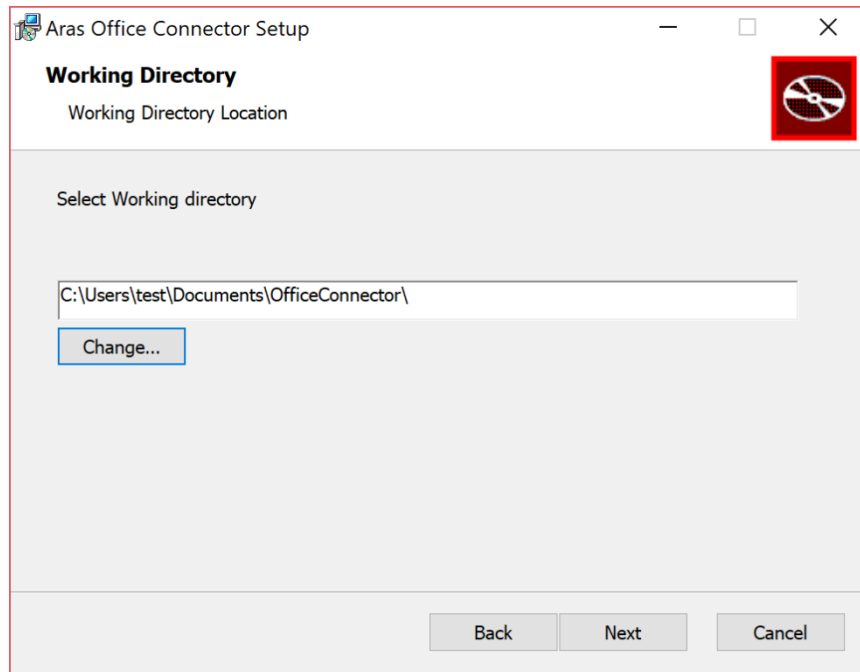 Aras Office Connector Setup
Working Directory
Working Directory Location
Select Working directory
C:\Users\test\Documents\OfficeConnector\
Change...
Back Next Cancel